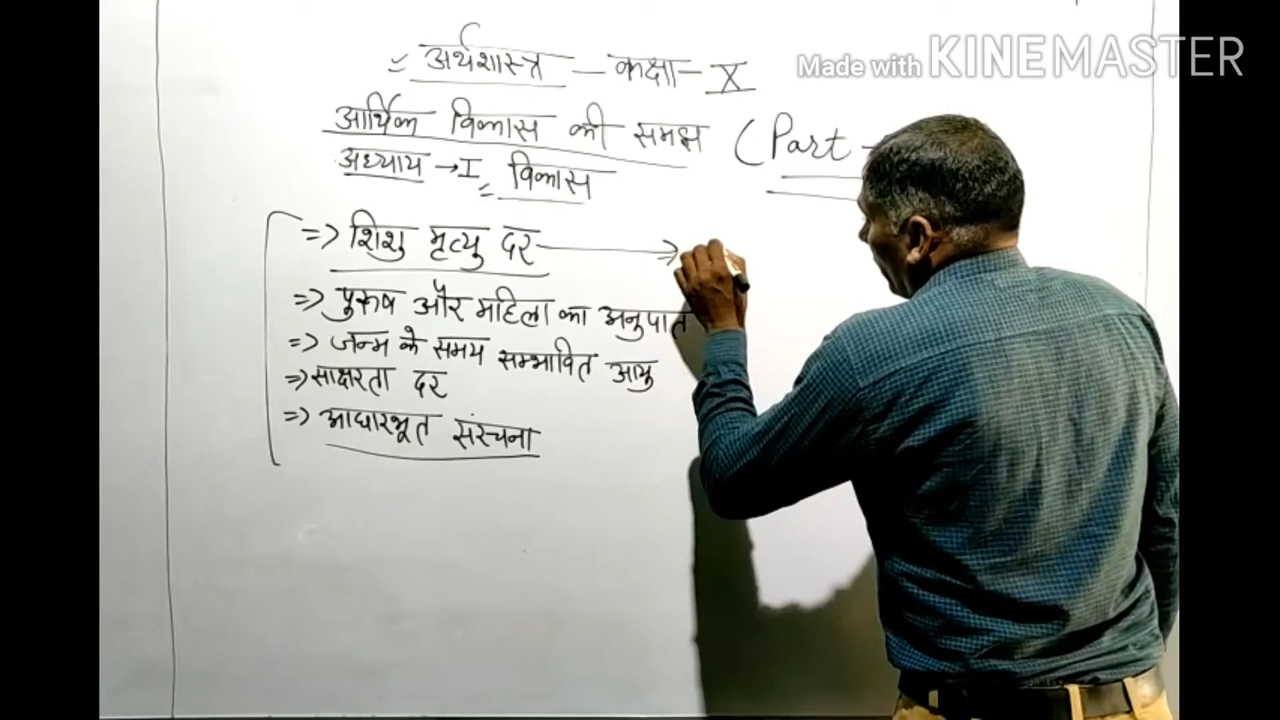 Made with KINEMASTER
= अर्थशास्त्र – कक्षा – X
आर्थिक विकास की समझ (Part -
अध्याय → I = विकास
=> शिशु मृत्यु दर →
=> पुरुष और महिला का अनुपात
=> जन्म के समय सम्भावित आयु
=> साक्षरता दर
=> आधारभूत संरचना